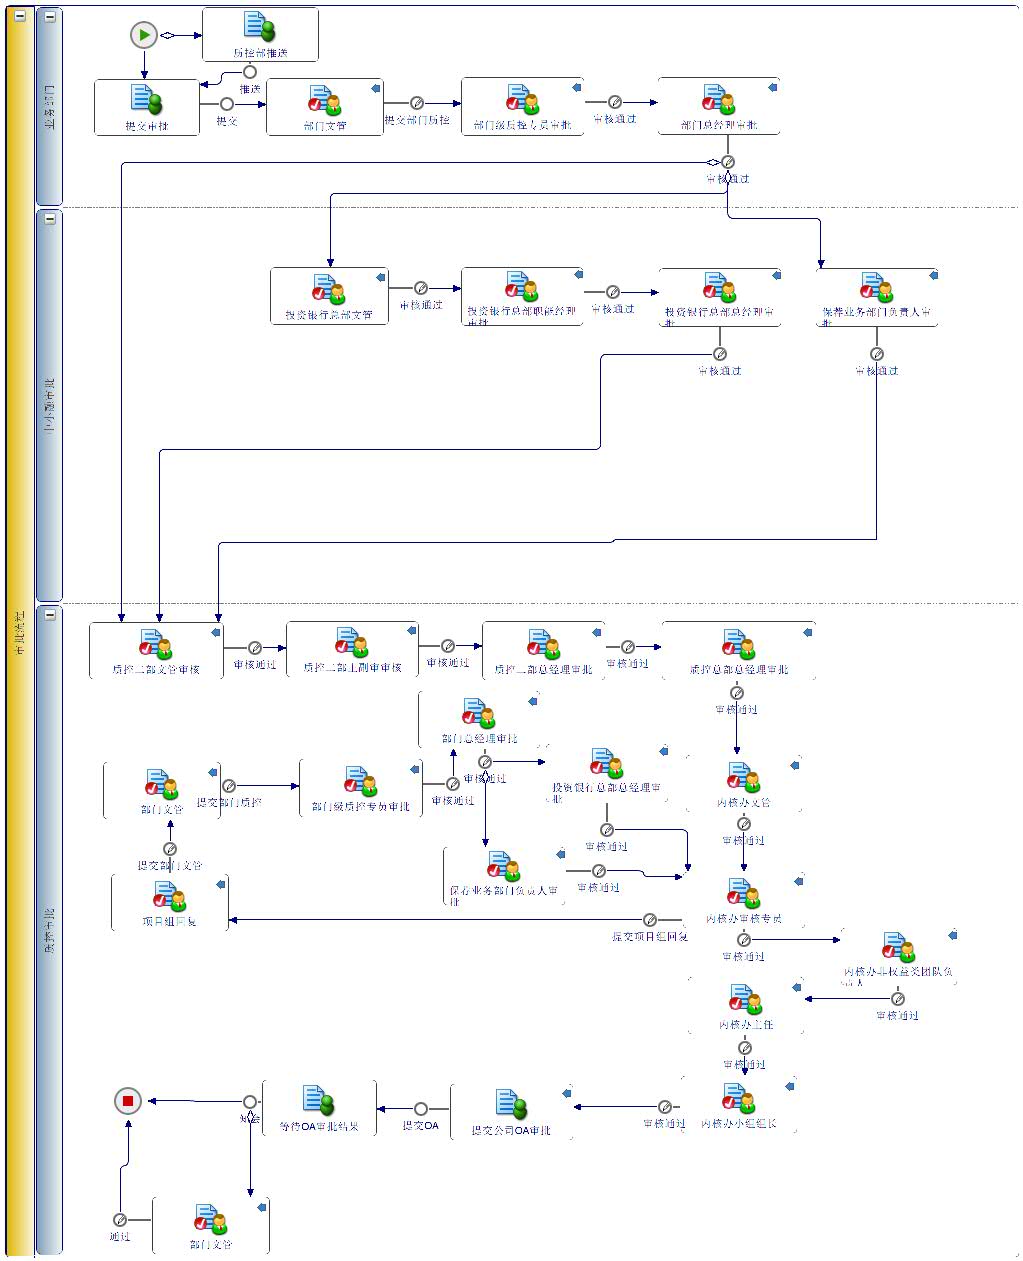 审批流程
业务部门
质控部推送
推送
提交审批
提交
部门文管
提交部门质控
部门级质控专员审批
审核通过
部门总经理审批
审核通过
投资银行总部文管
审核通过
投资银行总部职能经理
审批
审核通过
投资银行总部总经理审
批
审核通过
保荐业务部门负责人审
批
审核通过
质控审批
质控二部文管审核
审核通过
质控二部主副审审核
审核通过
质控二部总经理审批
审核通过
质控总部总经理审批
审核通过
部门总经理审批
审核通过
部门文管
提交部门质控
部门级质控专员审批
审核通过
投资银行总部总经理审
批
审核通过
内核办文管
审核通过
提交部门文管
项目组回复
保荐业务部门负责人审
批
审核通过
内核办审核专员
提交项目组回复
审核通过
内核办非权益类团队负
责人
审核通过
内核办主任
审核通过
内核办小组组长
审核通过
提交公司OA审批
提交OA
等待OA审批结果
知会
部门文管
通过